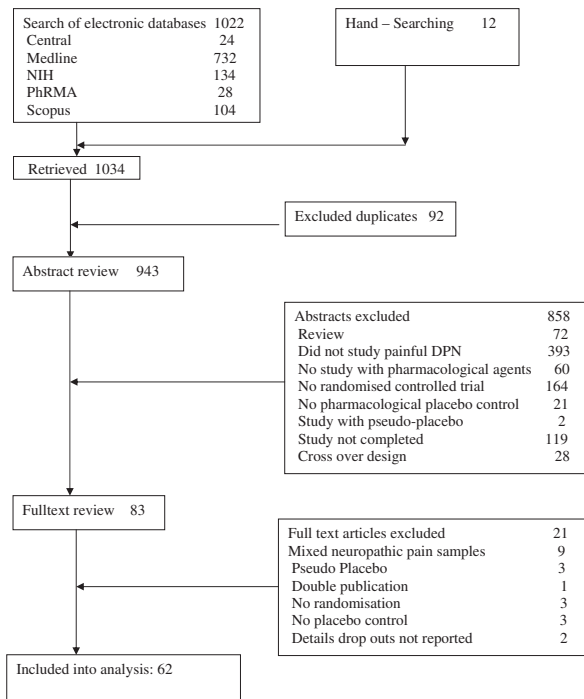 Search of electronic databases 1022
Central 24
Medline 732
NIH 134
PhRMA 28
Scopus 104
Hand – Searching 12
Retrieved 1034
Excluded duplicates 92
Abstract review 943
Abstracts excluded 858
Review 72
Did not study painful DPN 393
No study with pharmacological agents 60
No randomised controlled trial 164
No pharmacological placebo control 21
Study with pseudo-placebo 2
Study not completed 119
Cross over design 28
Fulltext review 83
Full text articles excluded 21
Mixed neuropathic pain samples 9
Pseudo Placebo 3
Double publication 1
No randomisation 3
No placebo control 3
Details drop outs not reported 2
Included into analysis: 62